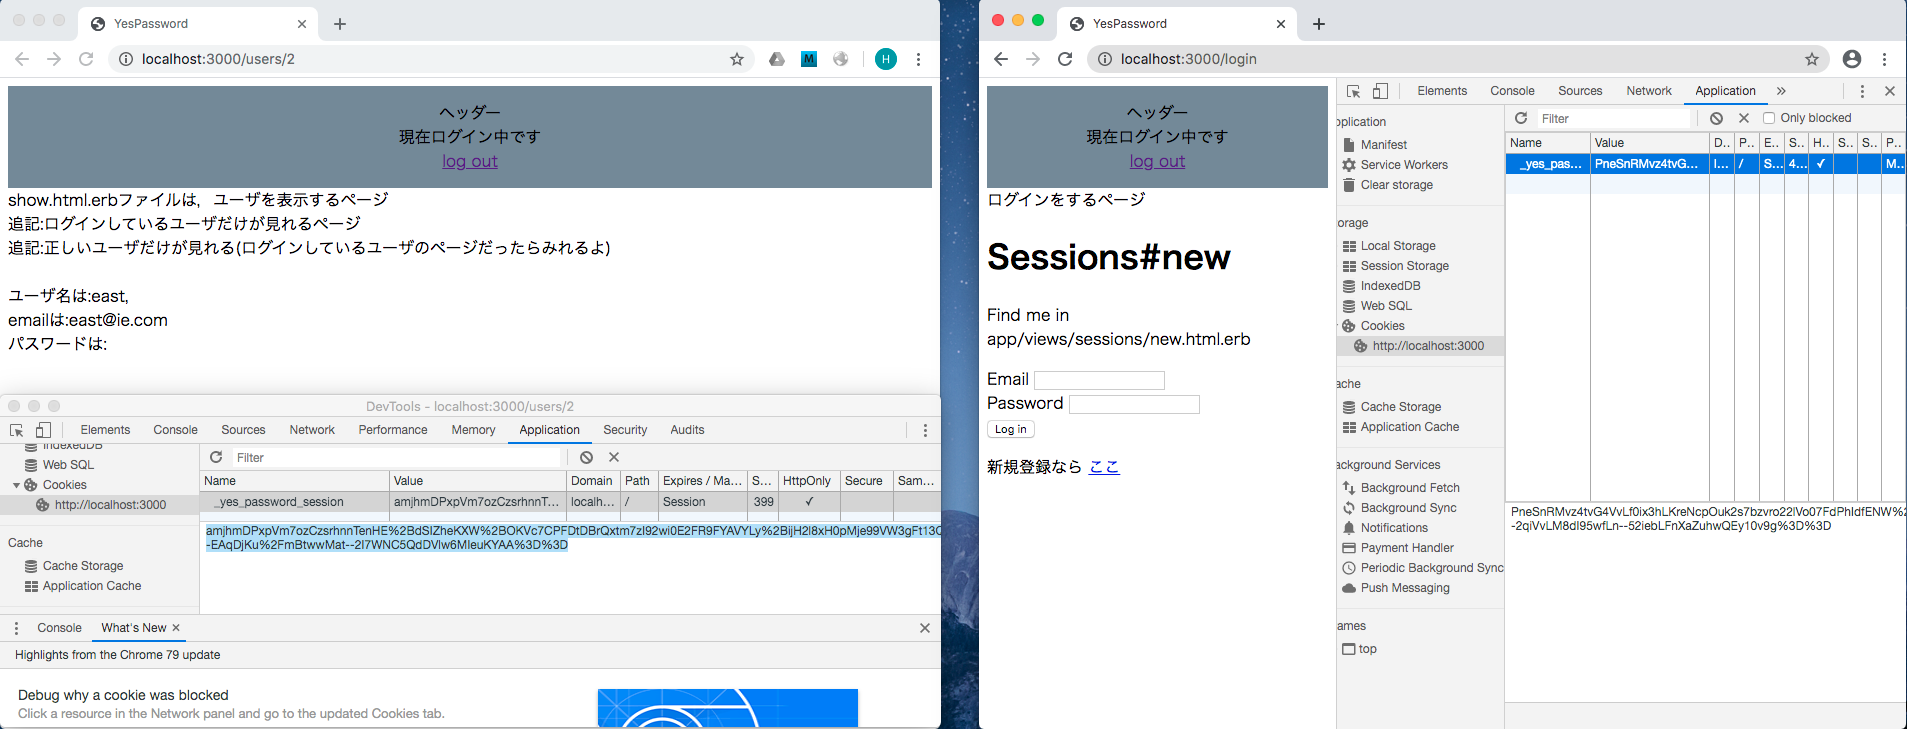 YesPassword
localhost:3000/users/2
M
H
ヘッダー
現在ログイン中です
log out
show.html.erbファイルは，ユーザを表示するページ
追記:ログインしているユーザだけが見れるページ
追記:正しいユーザだけが見れる(ログインしているユーザのページだったらみれるよ)
ユーザ名は:east,
emailは:east@ie.com
パスワードは:
DevTools - localhost:3000/users/2
Elements Console Sources Network Performance Memory Application Security Audits
IndexedDB
Web SQL
Cookies
http://localhost:3000
Cache
Cache Storage
Application Cache
Filter
Name Value Domain Path Expires / Ma... S... HttpOnly Secure Sam...
_yes_password_session amjhmDPxpVm7ozCzsrhnnT... localh... / Session 399 ✓
amjhmDPxpVm7ozCzsrhnnTenHE%2BdSIZheKXW%2BOKVc7CPFDtDBrQxtm7zI92wi0E2FR9FYAVYLy%2BijH2l8xH0pMje99VW3gFt13C
-EAqDjKu%2FmBtwwMat--2I7WNC5QdDVlw6MleuKYAA%3D%3D
Console What's New
Highlights from the Chrome 79 update
Debug why a cookie was blocked
Click a resource in the Network panel and go to the updated Cookies tab.
YesPassword
localhost:3000/login
ヘッダー
現在ログイン中です
log out
ログインをするページ
Sessions#new
Find me in
app/views/sessions/new.html.erb
Email
Password
Log in
新規登録なら ここ
Elements Console Sources Network Application »
pplication
Manifest
Service Workers
Clear storage
orage
Local Storage
Session Storage
IndexedDB
Web SQL
Cookies
http://localhost:3000
ache
Cache Storage
Application Cache
ackground Services
Background Fetch
Background Sync
Notifications
Payment Handler
Periodic Background Sync
Push Messaging
ames
top
Filter Only blocked
Name Value D... P... E... S... H... S... S... P...
_yes_pas... PneSnRMvz4tvG... l... / S... 4... ✓ M...
PneSnRMvz4tvG4VvLf0ix3hLKreNcpOuk2s7bzvro22lVo07FdPhIdfENW%2
-2qiVvLM8dI95wfLn--52iebLFnXaZuhwQEy10v9g%3D%3D